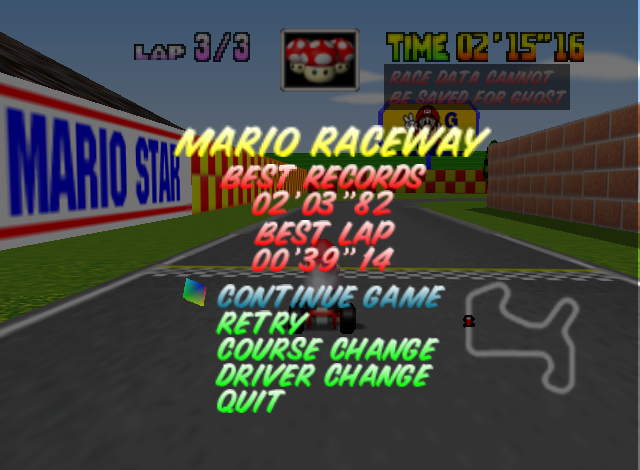 LAP 3/3
TIME 02'15"16
RACE DATA CANNOT
BE SAVED FOR GHOST
G
MARIO STAR
MARIO RACEWAY
BEST RECORDS
02'03"82
BEST LAP
00'39"14
CONTINUE GAME
RETRY
COURSE CHANGE
DRIVER CHANGE
QUIT